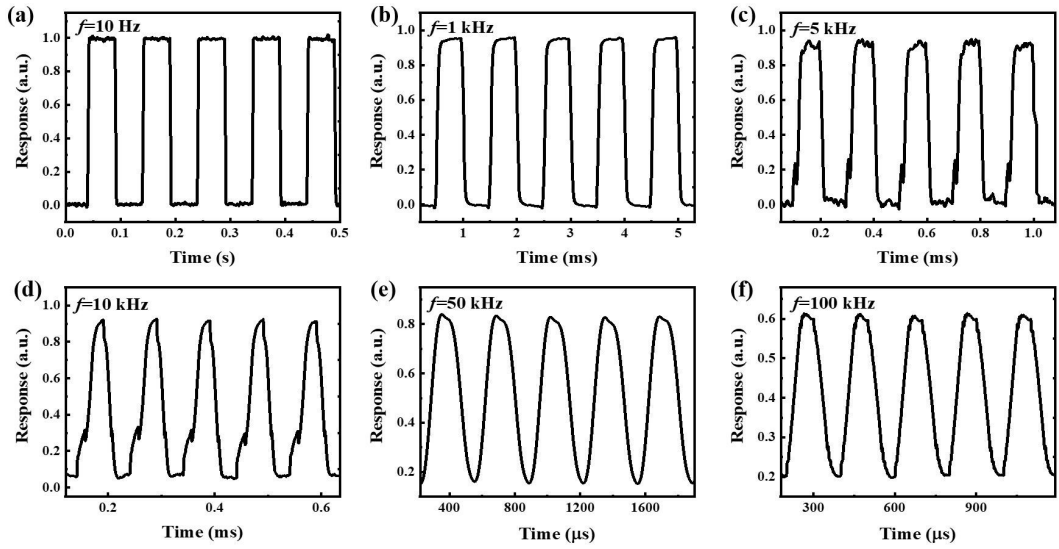 (a)
f=10 Hz
1.0
0.8
0.6
0.4
0.2
0.0
Response (a.u.)
0.0 0.1 0.2 0.3 0.4 0.5
Time (s)
(b)
f=1 kHz
1.0
0.8
0.6
0.4
0.2
0.0
Response (a.u.)
1 2 3 4 5
Time (ms)
(c)
f=5 kHz
1.0
0.8
0.6
0.4
0.2
0.0
Response (a.u.)
0.2 0.4 0.6 0.8 1.0
Time (ms)
(d)
f=10 kHz
1.0
0.8
0.6
0.4
0.2
0.0
Response (a.u.)
0.2 0.4 0.6
Time (ms)
(e)
f=50 kHz
0.8
0.6
0.4
0.2
Response (a.u.)
400 800 1200 1600
Time (μs)
(f)
f=100 kHz
0.6
0.5
0.4
0.3
0.2
Response (a.u.)
300 600 900
Time (μs)